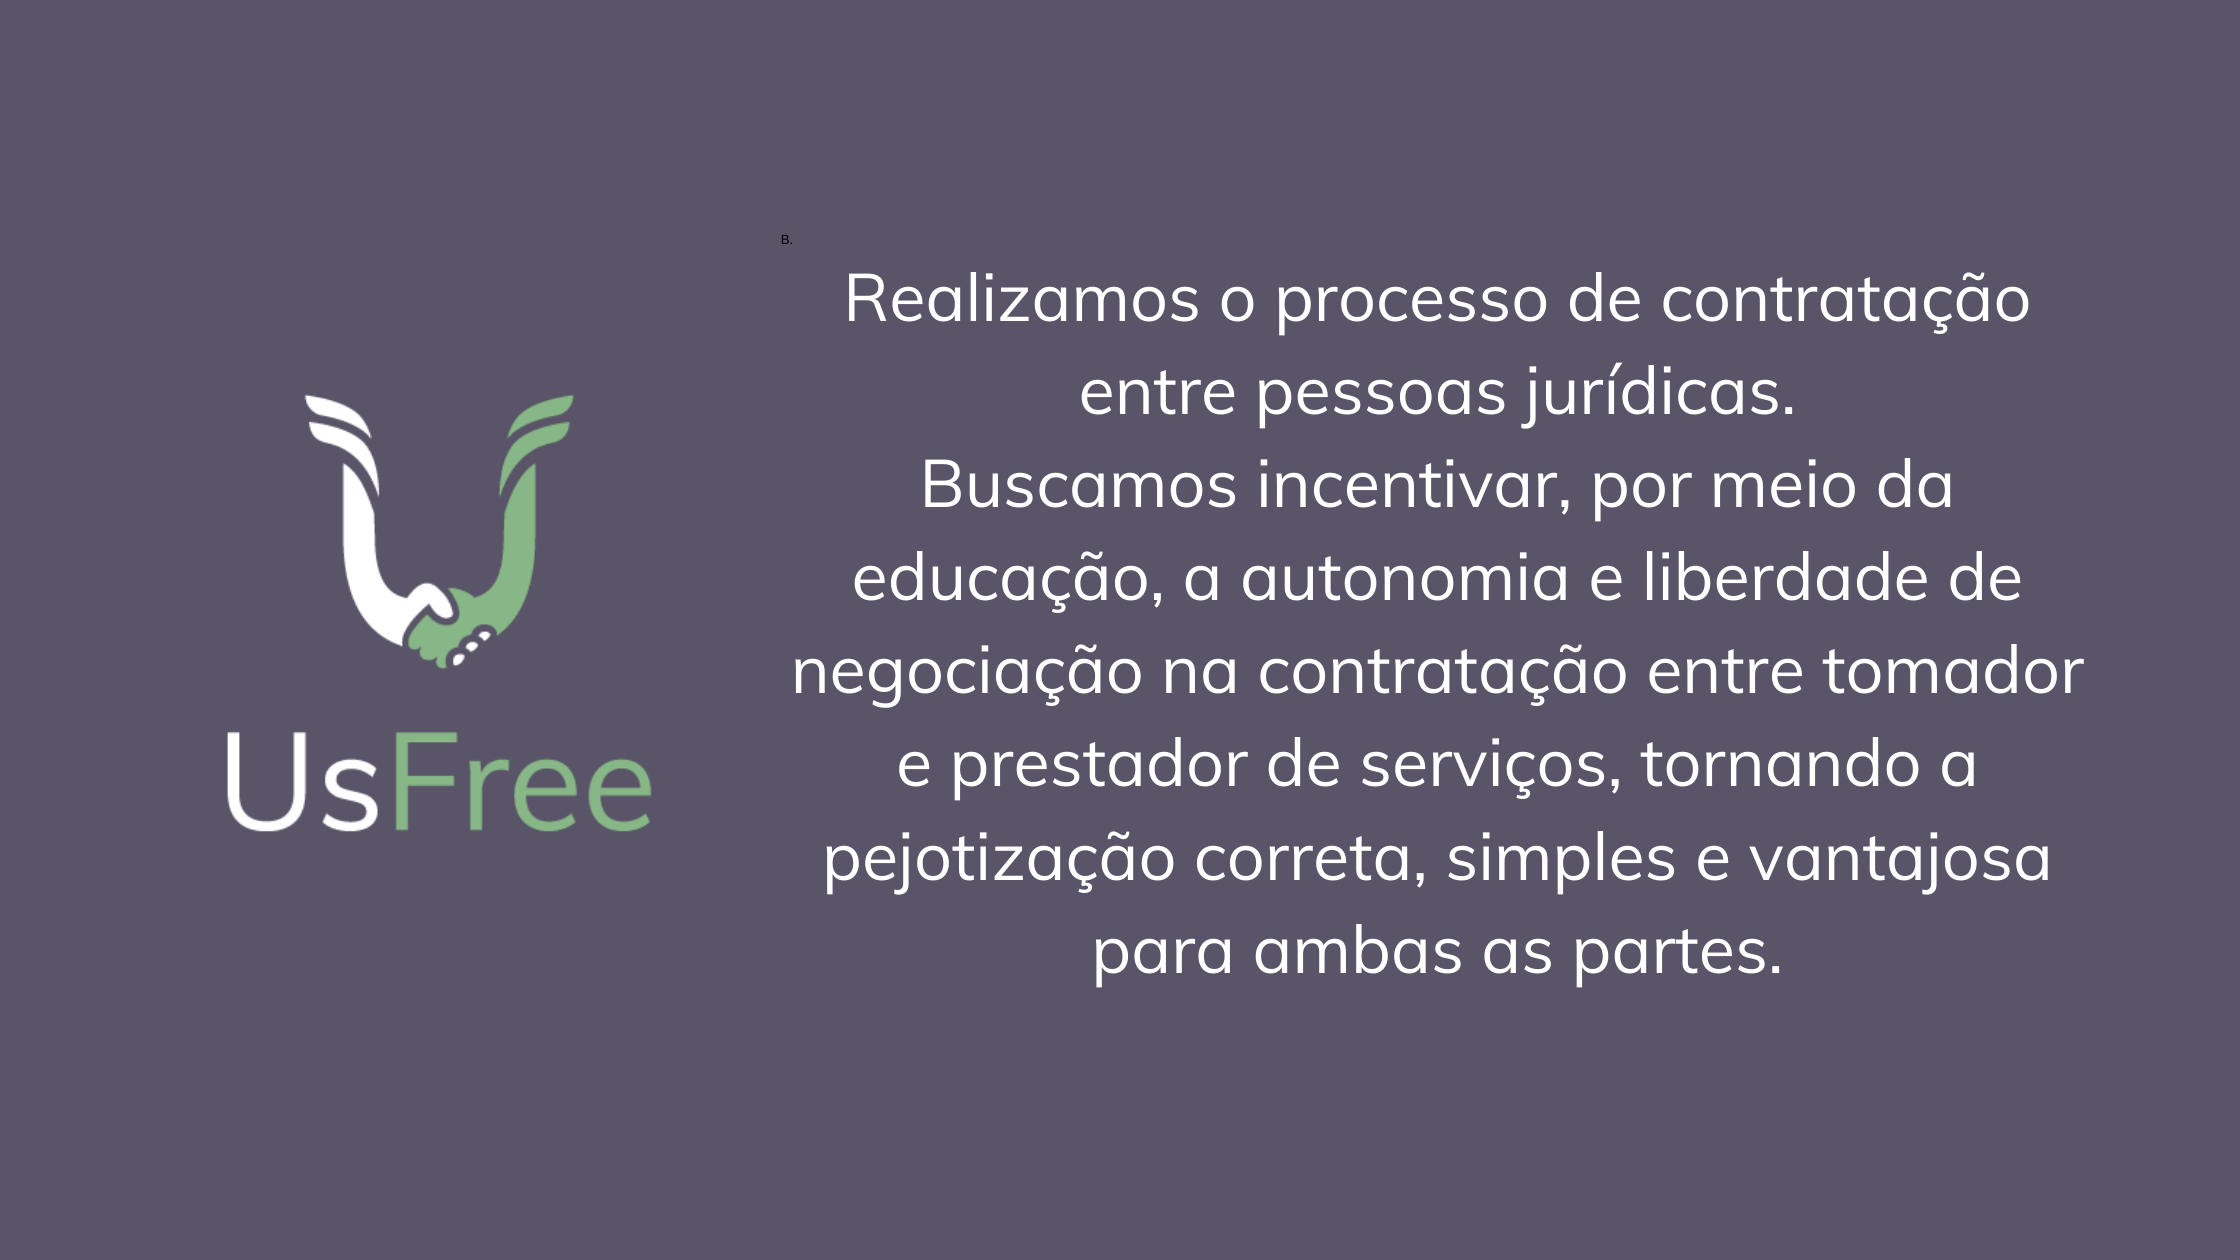 B.
Realizamos o processo de contratação
entre pessoas jurídicas.
Buscamos incentivar, por meio da
educação, a autonomia e liberdade de
negociação na contratação entre tomador
e prestador de serviços, tornando a
pejotização correta, simples e vantajosa
para ambas as partes.
UsFree